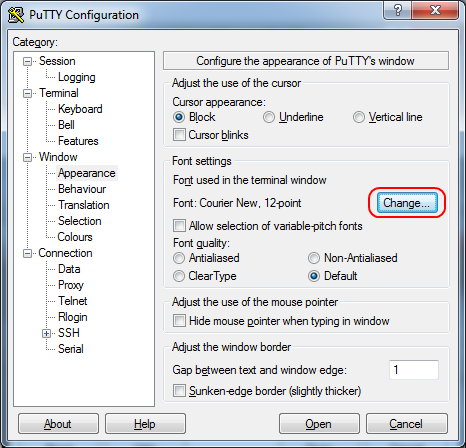 PuTTY Configuration
Category:
Session
Logging
Terminal
Keyboard
Bell
Features
Window
Appearance
Behaviour
Translation
Selection
Colours
Connection
Data
Proxy
Telnet
Rlogin
SSH
Serial
Configure the appearance of PuTTY's window
Adjust the use of the cursor
Cursor appearance:
Block Underline Vertical line
Cursor blinks
Font settings
Font used in the terminal window
Font: Courier New, 12-point Change...
Allow selection of variable-pitch fonts
Font quality:
Antialiased Non-Antialiased
ClearType Default
Adjust the use of the mouse pointer
Hide mouse pointer when typing in window
Adjust the window border
Gap between text and window edge: 1
Sunken-edge border (slightly thicker)
About Help Open Cancel